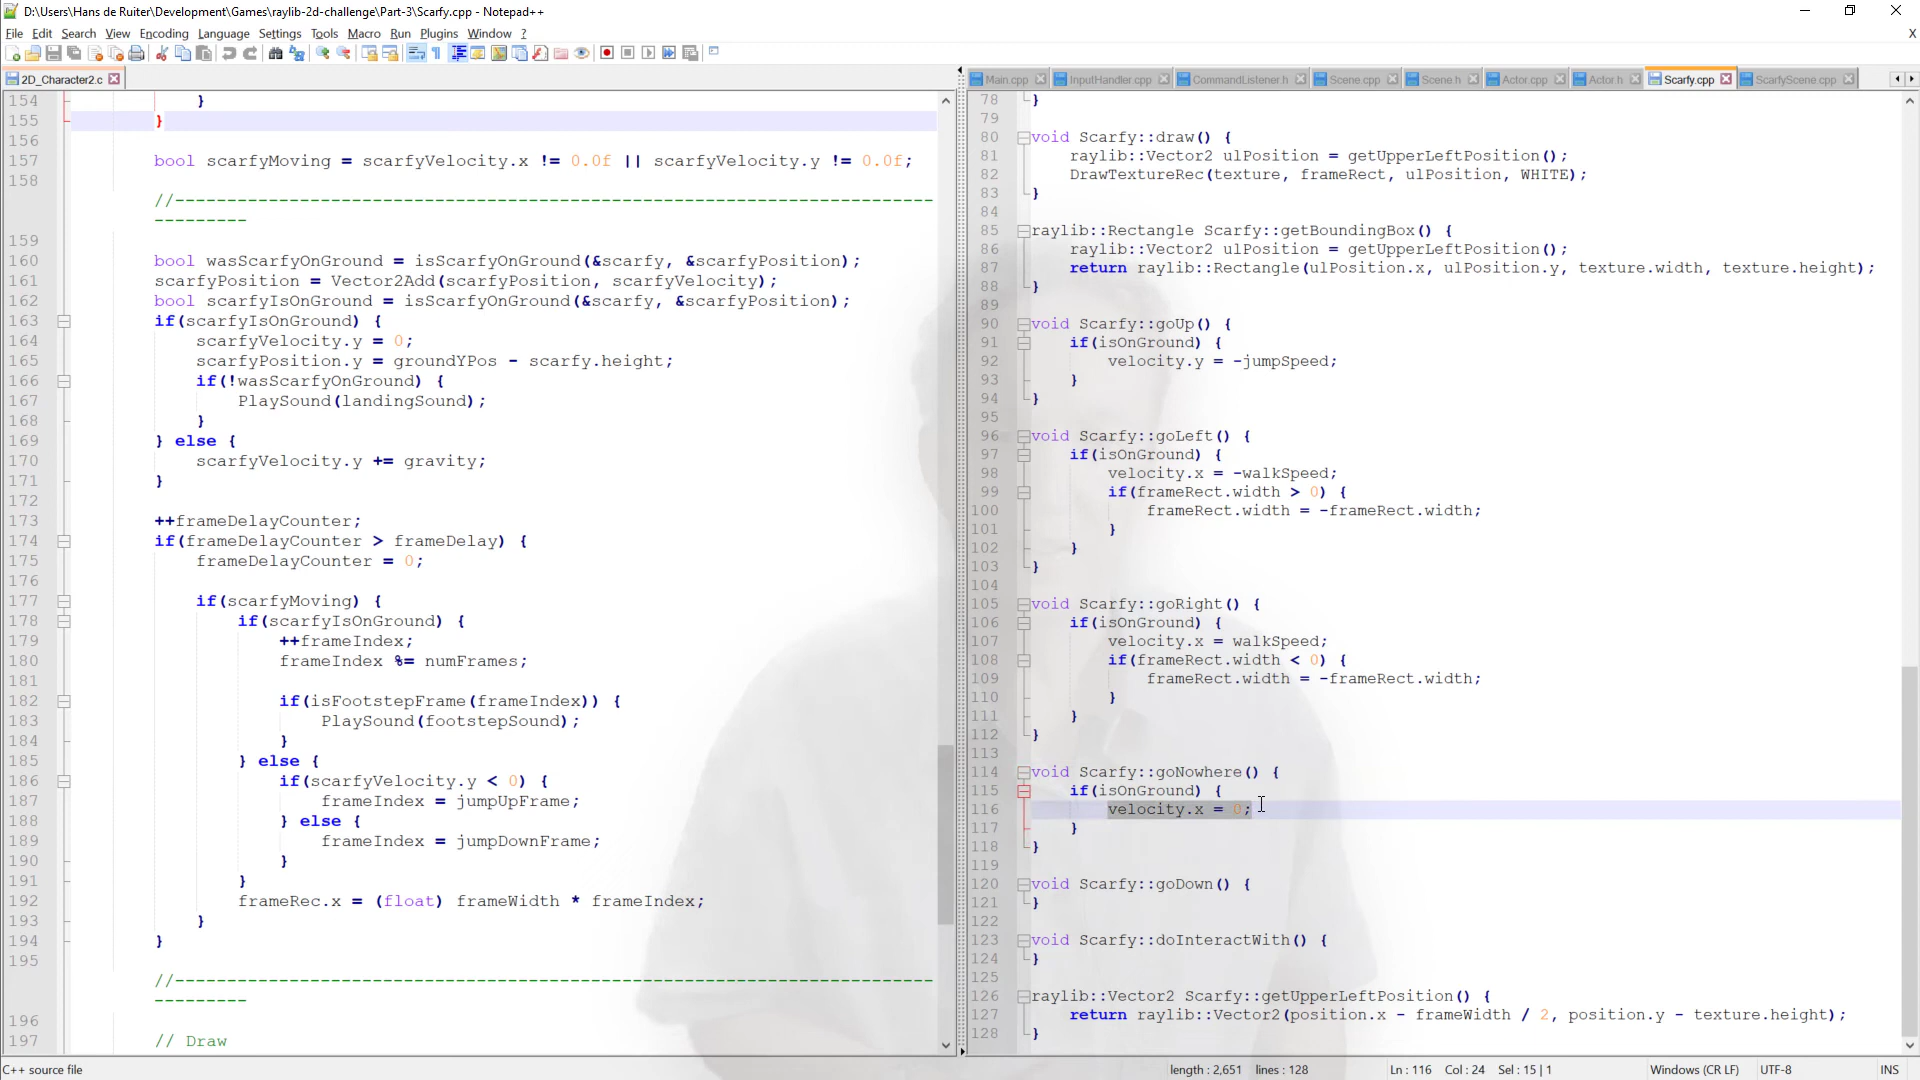 D:\Users\Hans de Ruiter\Development\Games\raylib-2d-challenge\Part-3\Scarfy.cpp - Notepad++
File Edit Search View Encoding Language Settings Tools Macro Run Plugins Window ? X
2D_Character2.c
154 }
155 }
156
157 bool scarfyMoving = scarfyVelocity.x != 0.0f || scarfyVelocity.y != 0.0f;
158
//--------------------------------------------------------------------------
---------
159
160 bool wasScarfyOnGround = isScarfyOnGround(&scarfy, &scarfyPosition);
161 scarfyPosition = Vector2Add(scarfyPosition, scarfyVelocity);
162 bool scarfyIsOnGround = isScarfyOnGround(&scarfy, &scarfyPosition);
163 if(scarfyIsOnGround) {
164 scarfyVelocity.y = 0;
165 scarfyPosition.y = groundYPos - scarfy.height;
166 if(!wasScarfyOnGround) {
167 PlaySound(landingSound);
168 }
169 } else {
170 scarfyVelocity.y += gravity;
171 }
172
173 ++frameDelayCounter;
174 if(frameDelayCounter > frameDelay) {
175 frameDelayCounter = 0;
176
177 if(scarfyMoving) {
178 if(scarfyIsOnGround) {
179 ++frameIndex;
180 frameIndex %= numFrames;
181
182 if(isFootstepFrame(frameIndex)) {
183 PlaySound(footstepSound);
184 }
185 } else {
186 if(scarfyVelocity.y < 0) {
187 frameIndex = jumpUpFrame;
188 } else {
189 frameIndex = jumpDownFrame;
190 }
191 }
192 frameRec.x = (float) frameWidth * frameIndex;
193 }
194 }
195
//--------------------------------------------------------------------------
---------
196
197 // Draw
Main.cpp InputHandler.cpp CommandListener.h Scene.cpp Scene.h Actor.cpp Actor.h Scarfy.cpp ScarfyScene.cpp
78 }
79
80 void Scarfy::draw() {
81 raylib::Vector2 ulPosition = getUpperLeftPosition();
82 DrawTextureRec(texture, frameRect, ulPosition, WHITE);
83 }
84
85 raylib::Rectangle Scarfy::getBoundingBox() {
86 raylib::Vector2 ulPosition = getUpperLeftPosition();
87 return raylib::Rectangle(ulPosition.x, ulPosition.y, texture.width, texture.height);
88 }
89
90 void Scarfy::goUp() {
91 if(isOnGround) {
92 velocity.y = -jumpSpeed;
93 }
94 }
95
96 void Scarfy::goLeft() {
97 if(isOnGround) {
98 velocity.x = -walkSpeed;
99 if(frameRect.width > 0) {
100 frameRect.width = -frameRect.width;
101 }
102 }
103 }
104
105 void Scarfy::goRight() {
106 if(isOnGround) {
107 velocity.x = walkSpeed;
108 if(frameRect.width < 0) {
109 frameRect.width = -frameRect.width;
110 }
111 }
112 }
113
114 void Scarfy::goNowhere() {
115 if(isOnGround) {
116 velocity.x = 0;
117 }
118 }
119
120 void Scarfy::goDown() {
121 }
122
123 void Scarfy::doInteractWith() {
124 }
125
126 raylib::Vector2 Scarfy::getUpperLeftPosition() {
127 return raylib::Vector2(position.x - frameWidth / 2, position.y - texture.height);
128 }
C++ source file length : 2,651 lines : 128 Ln : 116 Col : 24 Sel : 15 | 1 Windows (CR LF) UTF-8 INS